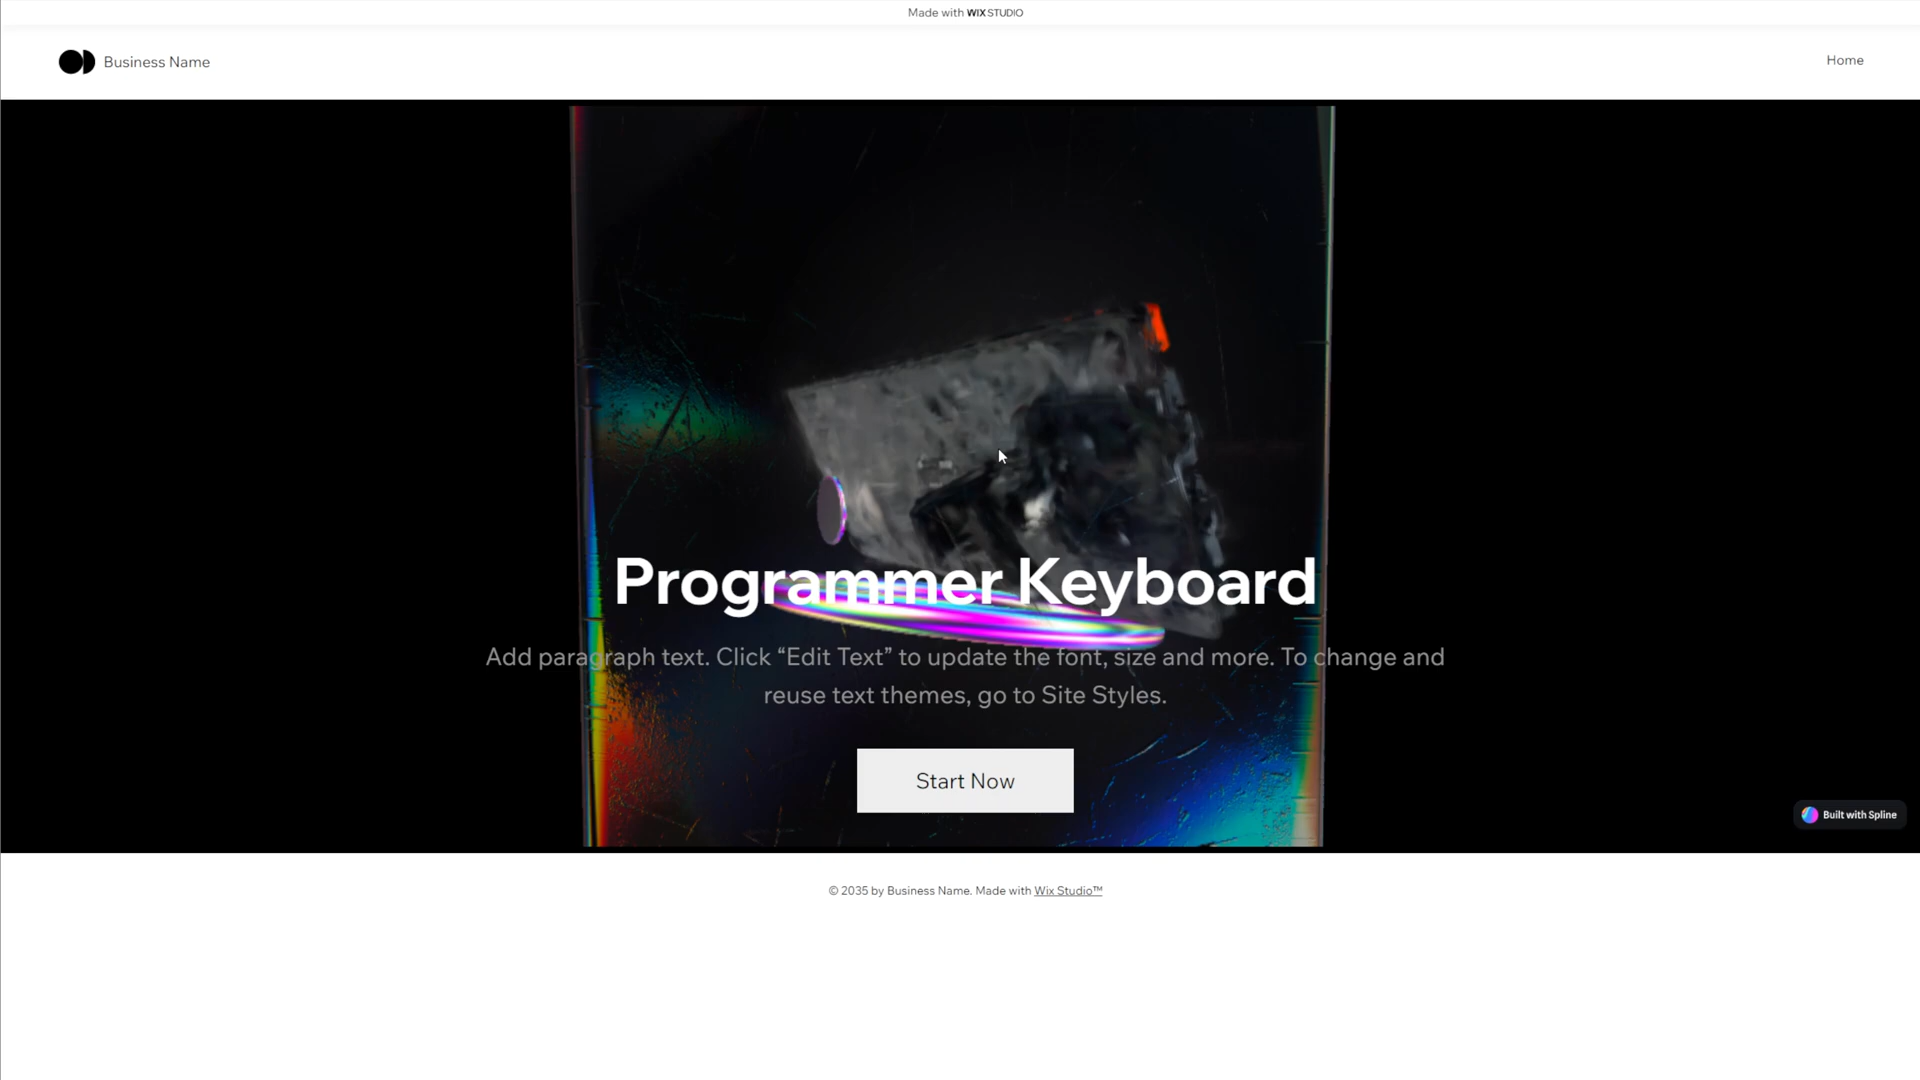 Made with WIX STUDIO
Business Name
Home
Programmer Keyboard
Add paragraph text. Click “Edit Text” to update the font, size and more. To change and
reuse text themes, go to Site Styles.
Start Now
Built with Spline
© 2035 by Business Name. Made with Wix Studio™